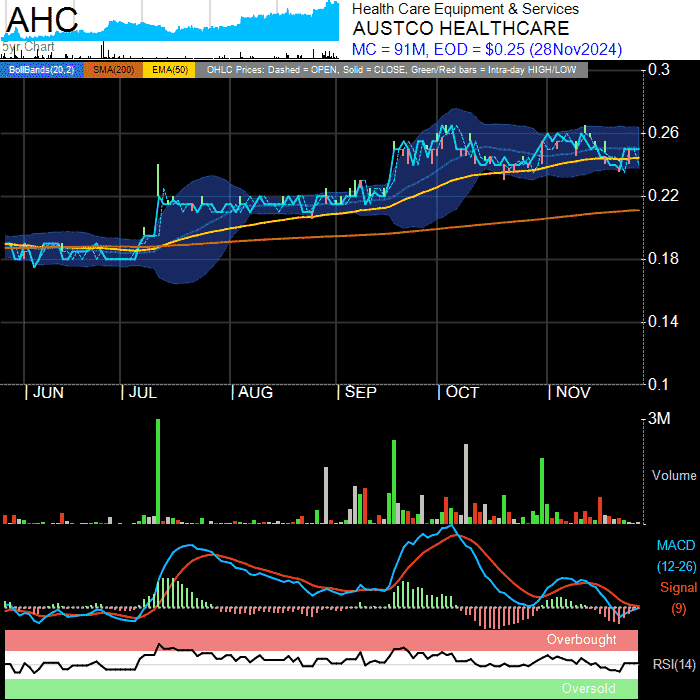 AHC
Health Care Equipment & Services
AUSTCO HEALTHCARE
5yr Chart
MC = 91M, EOD = $0.25 (28Nov2024)
BollBands(20,2) SMA(200) EMA(50) OHLC Prices: Dashed = OPEN, Solid = CLOSE, Green/Red bars = Intra-day HIGH/LOW
0.3
0.26
0.22
0.18
0.14
0.1
JUN JUL AUG SEP OCT NOV
3M
Volume
MACD
(12-26)
Signal
(9)
Overbought
RSI(14)
Oversold